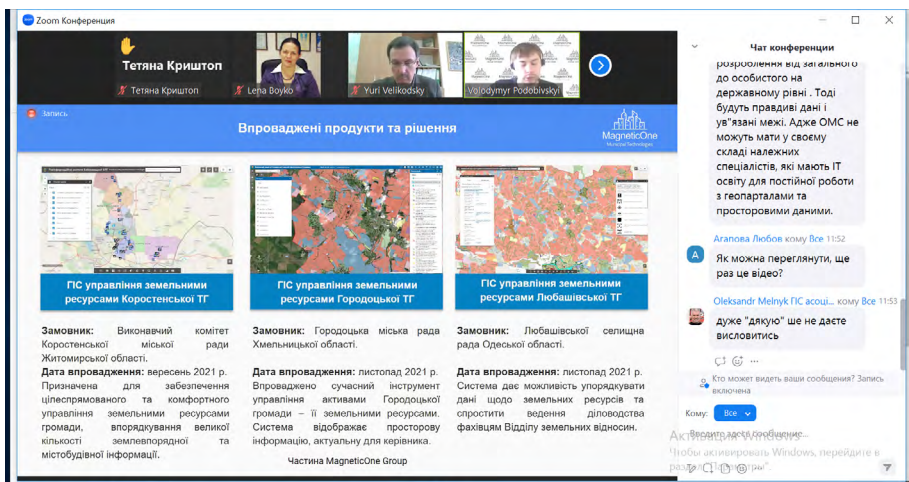 Zoom Конференция
Тетяна Криштоп
Тетяна Криштоп
Lena Boyko
Yuri Velikodsky
Volodymyr Podobivskyi
Запись
Впроваджені продукти та рішення
MagneticOne
Municipal Technologies
ГІС управління земельними
ресурсами Коростенської ТГ
ГІС управління земельними
ресурсами Городоцької ТГ
ГІС управління земельними
ресурсами Любашівської ТГ
Замовник: Виконавчий комітет
Коростенської міської ради
Житомирської області.
Дата впровадження: вересень 2021 р.
Призначена для забезпечення
цілеспрямованого та комфортного
управління земельними ресурсами
громади, впорядкування великої
кількості землевпорядної та
містобудівної інформації.
Замовник: Городоцька міська рада
Хмельницької області.
Дата впровадження: листопад 2021 р.
Впроваджено сучасний інструмент
управління активами Городоцької
громади – її земельними ресурсами.
Система відображає просторову
інформацію, актуальну для керівника.
Замовник: Любашівської селищна
рада Одеської області.
Дата впровадження: листопад 2021 р.
Система дає можливість упорядкувати
дані щодо земельних ресурсів та
спростити ведення діловодства
фахівцям Відділу земельних відносин.
Частина MagneticOne Group
Чат конференции
розроблення від загального
до особистого на
державному рівні . Тоді
будуть правдиві дані і
ув"язані межі. Адже ОМС не
можуть мати у своєму
складі належних
спеціалістів, які мають ІТ
освіту для постійної роботи
з геопорталами та
просторовими даними.
Агапова Любов кому Все 11:52
А
Як можна переглянути, ще
раз це відео?
Oleksandr Melnyk ГІС асоці... кому Все 11:53
дуже "дякую" ше не даєте
висловитись
Кто может видеть ваши сообщения? Запись
включена
Кому: Все
Введите здесь сообщение...
Активация Windows
Чтобы активировать Windows, перейдите в
раздел "Параметры".